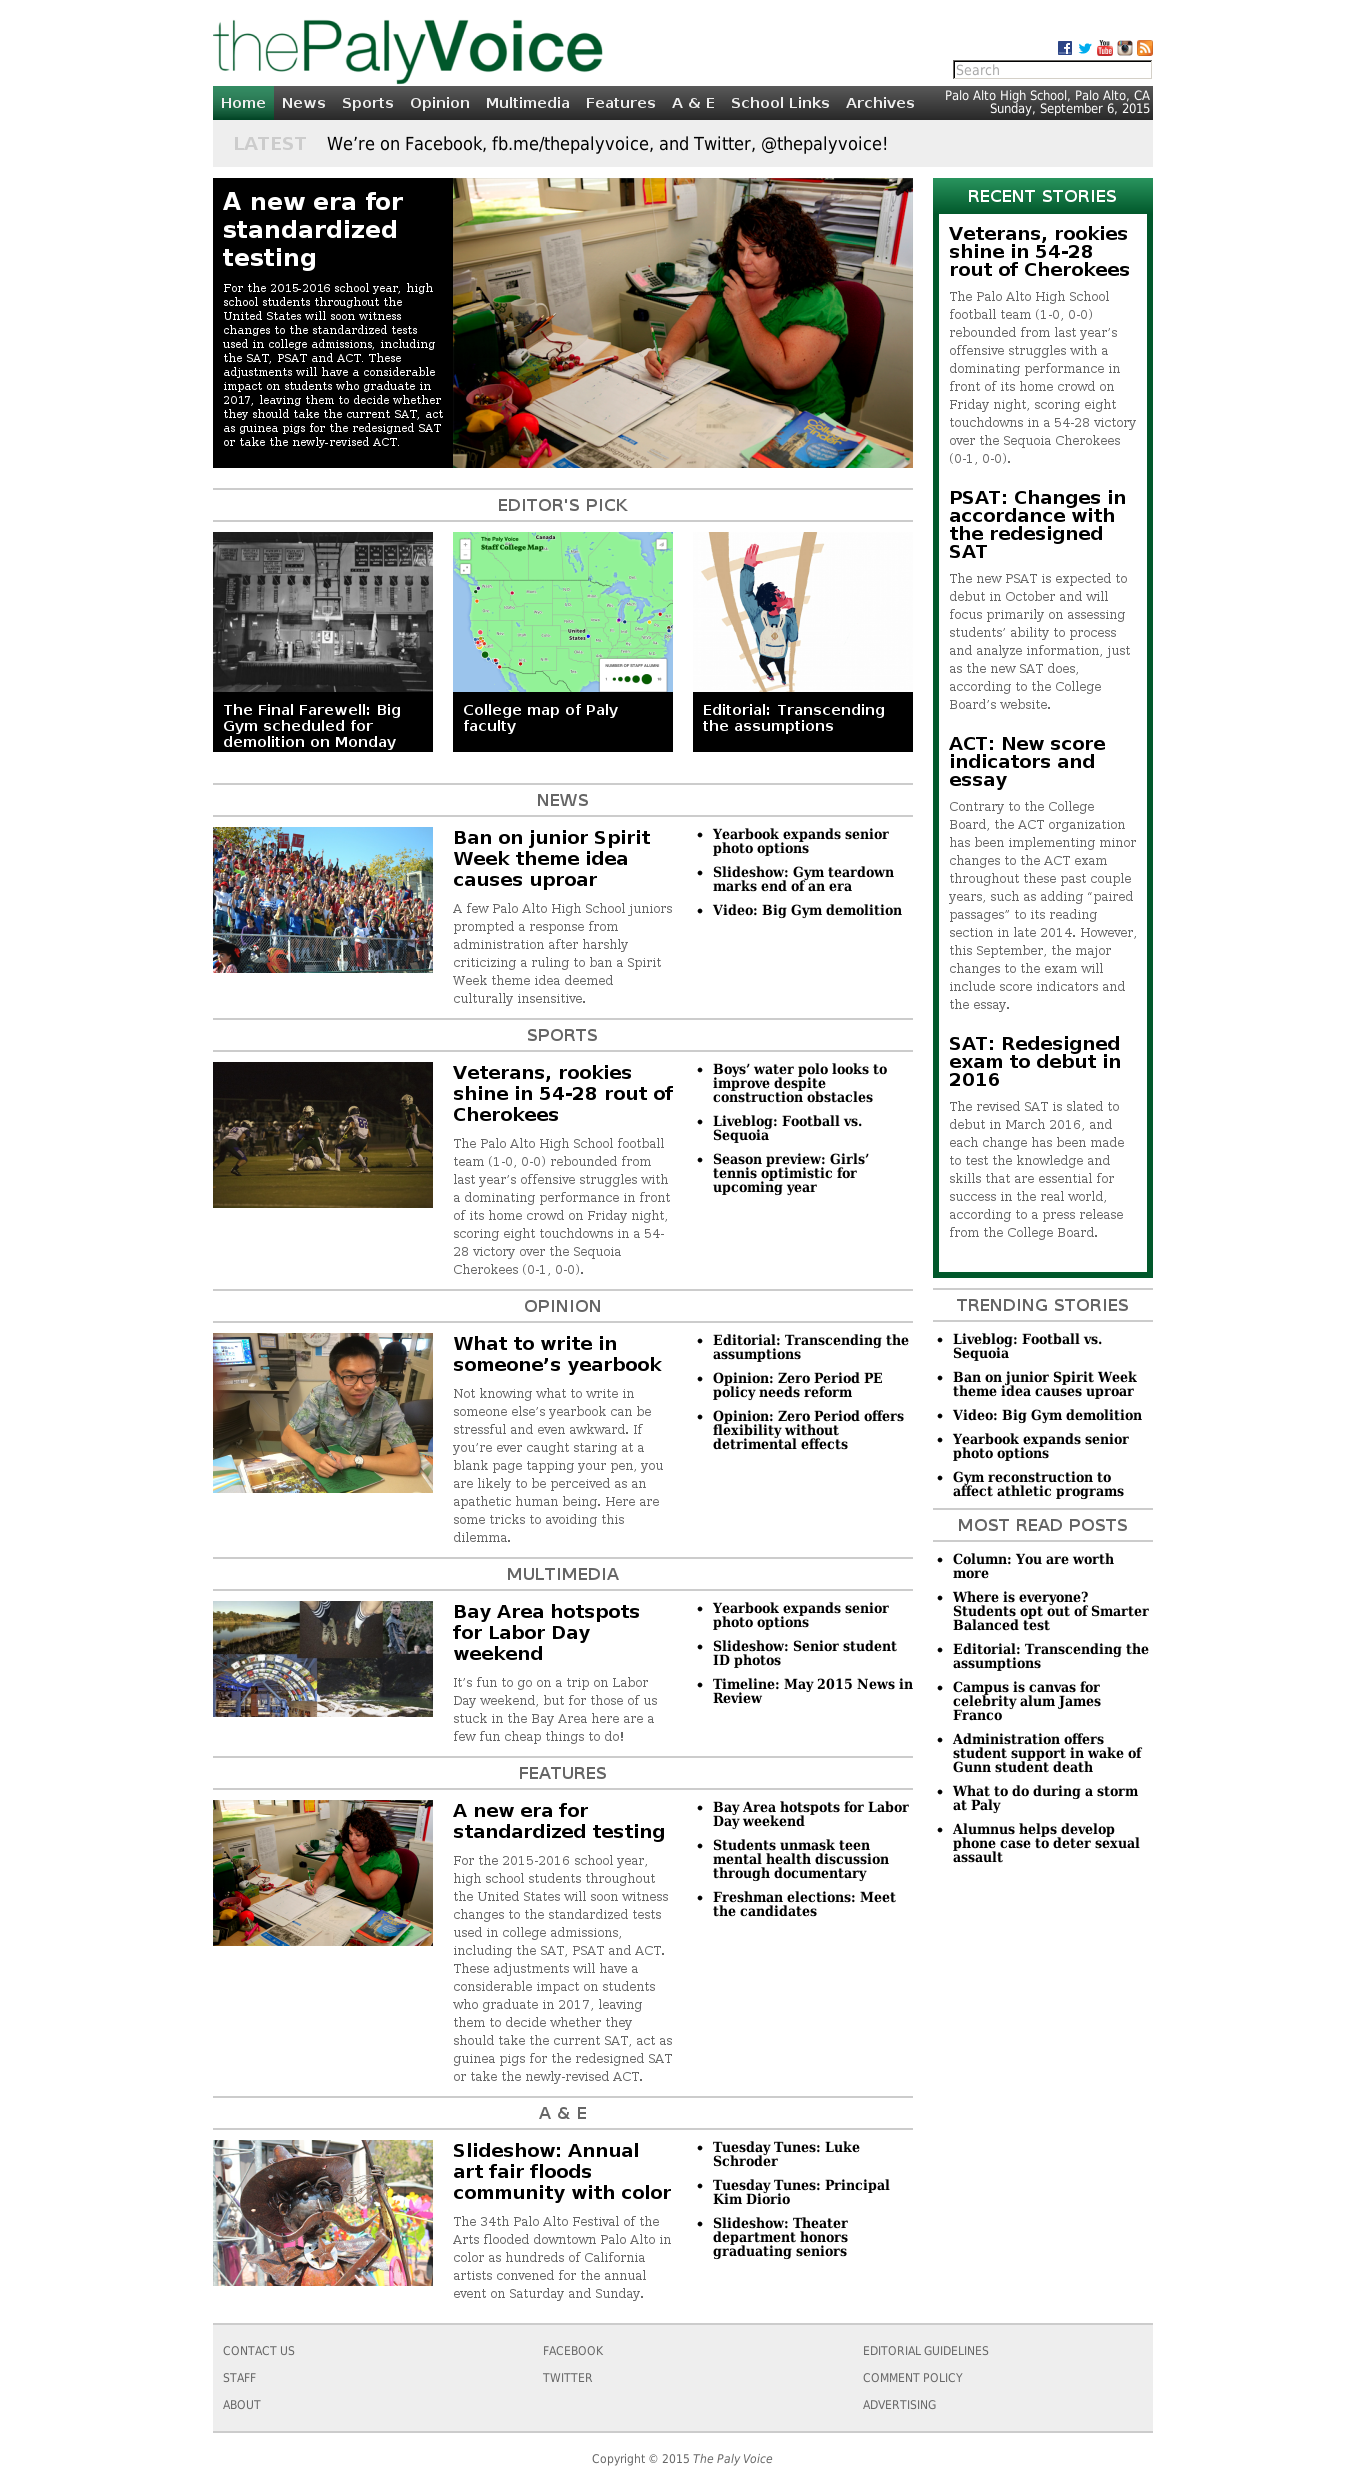 thePalyVoice
Search
Home News Sports Opinion Multimedia Features A & E School Links Archives
Palo Alto High School, Palo Alto, CA
Sunday, September 6, 2015
LATEST We’re on Facebook, fb.me/thepalyvoice, and Twitter, @thepalyvoice!
A new era for
standardized
testing
For the 2015-2016 school year, high
school students throughout the
United States will soon witness
changes to the standardized tests
used in college admissions, including
the SAT, PSAT and ACT. These
adjustments will have a considerable
impact on students who graduate in
2017, leaving them to decide whether
they should take the current SAT, act
as guinea pigs for the redesigned SAT
or take the newly-revised ACT.
EDITOR'S PICK
The Paly Voice
Staff College Map
Canada
United
States
NUMBER OF STAFF ALUMNI
The Final Farewell: Big
Gym scheduled for
demolition on Monday
College map of Paly
faculty
Editorial: Transcending
the assumptions
NEWS
Ban on junior Spirit
Week theme idea
causes uproar
A few Palo Alto High School juniors
prompted a response from
administration after harshly
criticizing a ruling to ban a Spirit
Week theme idea deemed
culturally insensitive.
Yearbook expands senior
photo options
Slideshow: Gym teardown
marks end of an era
Video: Big Gym demolition
SPORTS
Veterans, rookies
shine in 54-28 rout of
Cherokees
The Palo Alto High School football
team (1-0, 0-0) rebounded from
last year’s offensive struggles with
a dominating performance in front
of its home crowd on Friday night,
scoring eight touchdowns in a 54-
28 victory over the Sequoia
Cherokees (0-1, 0-0).
Boys’ water polo looks to
improve despite
construction obstacles
Liveblog: Football vs.
Sequoia
Season preview: Girls’
tennis optimistic for
upcoming year
OPINION
What to write in
someone’s yearbook
Not knowing what to write in
someone else’s yearbook can be
stressful and even awkward. If
you’re ever caught staring at a
blank page tapping your pen, you
are likely to be perceived as an
apathetic human being. Here are
some tricks to avoiding this
dilemma.
Editorial: Transcending the
assumptions
Opinion: Zero Period PE
policy needs reform
Opinion: Zero Period offers
flexibility without
detrimental effects
MULTIMEDIA
Bay Area hotspots
for Labor Day
weekend
It’s fun to go on a trip on Labor
Day weekend, but for those of us
stuck in the Bay Area here are a
few fun cheap things to do!
Yearbook expands senior
photo options
Slideshow: Senior student
ID photos
Timeline: May 2015 News in
Review
FEATURES
A new era for
standardized testing
For the 2015-2016 school year,
high school students throughout
the United States will soon witness
changes to the standardized tests
used in college admissions,
including the SAT, PSAT and ACT.
These adjustments will have a
considerable impact on students
who graduate in 2017, leaving
them to decide whether they
should take the current SAT, act as
guinea pigs for the redesigned SAT
or take the newly-revised ACT.
Bay Area hotspots for Labor
Day weekend
Students unmask teen
mental health discussion
through documentary
Freshman elections: Meet
the candidates
A & E
Slideshow: Annual
art fair floods
community with color
The 34th Palo Alto Festival of the
Arts flooded downtown Palo Alto in
color as hundreds of California
artists convened for the annual
event on Saturday and Sunday.
Tuesday Tunes: Luke
Schroder
Tuesday Tunes: Principal
Kim Diorio
Slideshow: Theater
department honors
graduating seniors
RECENT STORIES
Veterans, rookies
shine in 54-28
rout of Cherokees
The Palo Alto High School
football team (1-0, 0-0)
rebounded from last year’s
offensive struggles with a
dominating performance in
front of its home crowd on
Friday night, scoring eight
touchdowns in a 54-28 victory
over the Sequoia Cherokees
(0-1, 0-0).
PSAT: Changes in
accordance with
the redesigned
SAT
The new PSAT is expected to
debut in October and will
focus primarily on assessing
students’ ability to process
and analyze information, just
as the new SAT does,
according to the College
Board’s website.
ACT: New score
indicators and
essay
Contrary to the College
Board, the ACT organization
has been implementing minor
changes to the ACT exam
throughout these past couple
years, such as adding “paired
passages” to its reading
section in late 2014. However,
this September, the major
changes to the exam will
include score indicators and
the essay.
SAT: Redesigned
exam to debut in
2016
The revised SAT is slated to
debut in March 2016, and
each change has been made
to test the knowledge and
skills that are essential for
success in the real world,
according to a press release
from the College Board.
TRENDING STORIES
Liveblog: Football vs.
Sequoia
Ban on junior Spirit Week
theme idea causes uproar
Video: Big Gym demolition
Yearbook expands senior
photo options
Gym reconstruction to
affect athletic programs
MOST READ POSTS
Column: You are worth
more
Where is everyone?
Students opt out of Smarter
Balanced test
Editorial: Transcending the
assumptions
Campus is canvas for
celebrity alum James
Franco
Administration offers
student support in wake of
Gunn student death
What to do during a storm
at Paly
Alumnus helps develop
phone case to deter sexual
assault
CONTACT US
STAFF
ABOUT
FACEBOOK
TWITTER
EDITORIAL GUIDELINES
COMMENT POLICY
ADVERTISING
Copyright © 2015 The Paly Voice